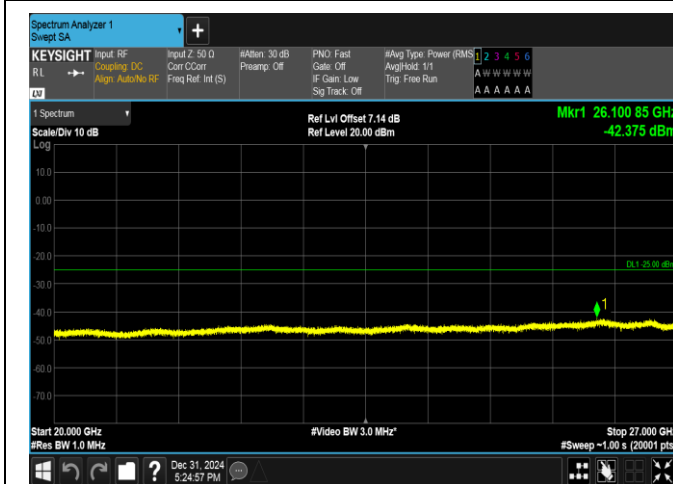 Spectrum Analyzer 1
Swept SA
+
KEYSIGHT
RL
LXI
Input: RF
Coupling: DC
Align: Auto/No RF
Input Z: 50 Ω
Corr CCorr
Freq Ref: Int (S)
#Atten: 30 dB
Preamp: Off
PNO: Fast
Gate: Off
IF Gain: Low
Sig Track: Off
#Avg Type: Power (RMS
Avg|Hold: 1/1
Trig: Free Run
1 2 3 4 5 6
A W W W W W
A A A A A A
1 Spectrum
Scale/Div 10 dB
Log
Ref Lvl Offset 7.14 dB
Ref Level 20.00 dBm
Mkr1 26.100 85 GHz
-42.375 dBm
10.0
0.00
-10.0
-20.0
DL1 -25.00 dBm
-30.0
-40.0
1
-50.0
-60.0
-70.0
Start 20.000 GHz
#Res BW 1.0 MHz
#Video BW 3.0 MHz*
Stop 27.000 GHz
#Sweep ~1.00 s (20001 pts
?
Dec 31, 2024
5:24:57 PM